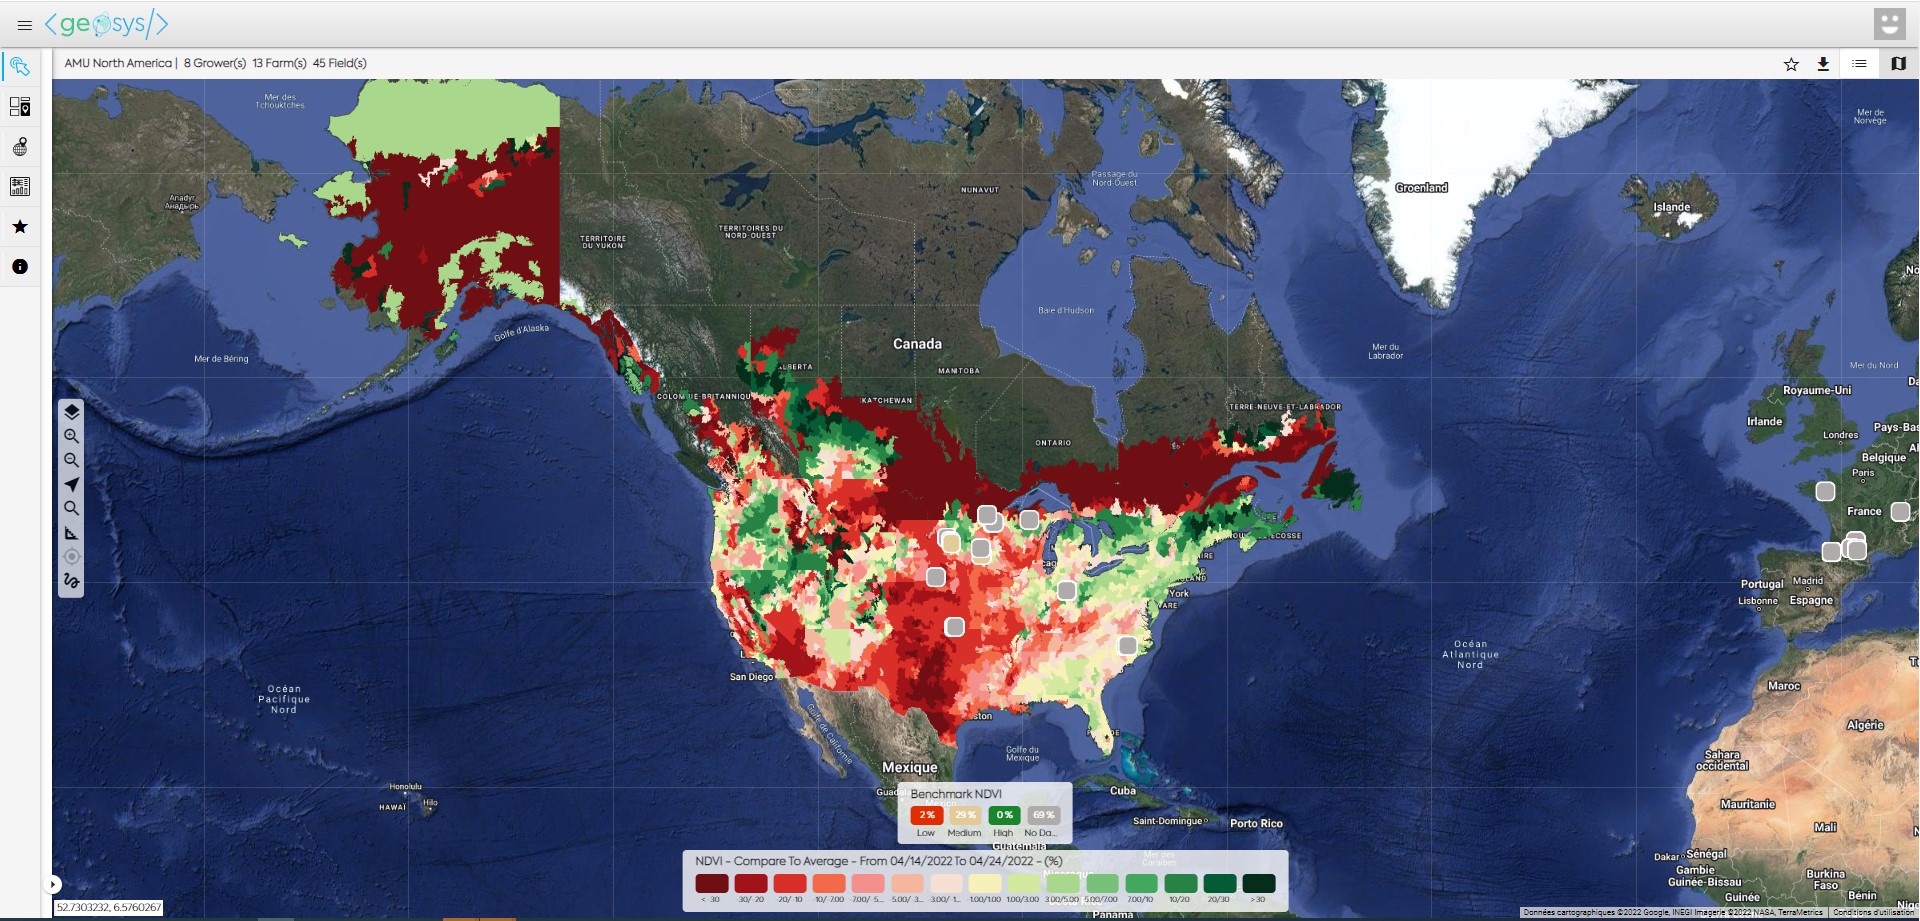 <geosys/>
AMU North America | 8 Grower(s) 13 Farm(s) 45 Field(s)
Mer des
Tchouktches
Mer de
Norvège
Passage du
Nord-Ouest
NUNAVUT
Groenland
Anadyr
Анадырь
Islande
TERRITOIRES DU
NORD-OUEST
TERRITOIRE
DU YUKON
Baie d'Hudson
Golfe d'Alaska
Canada
Mer du
Labrador
Mer de Béring
Mer du Nord
ALBERTA
MANITOBA
Royaume-Uni
KATCHEWAN
TERRE-NEUVE-ET-LABRADOR
Irlande
Pays-Bas
Londres
ONTARIO
Belgique
Paris
France
Portugal
Madrid
York
Lisbonne
Espagne
Océan
Atlantique
Nord
San Diego
Océan
Pacifique
Nord
Maroc
Golfe de Californie
ston
Algérie
Golfe du
Mexique
Sahara
occidental
Mexique
Honolulu
Cuba
HAWAÏ
Hilo
Mauritanie
Saint-Domingue
Porto Rico
Mali
Benchmark NDVI
2% 29% 0% 69%
Low Medium High No Da...
Guatemala
Dakar
Sénégal
Gambie
Guinée-Bissau
Burkina
Faso
Guinée
Bénin
NDVI - Compare To Average - From 04/14/2022 To 04/24/2022 - (%)
< -30 -30/-20 -20/-10 -10/-7.00 -7.00/-5... -5.00/-3... -3.00/-1... -1.00/1.00 1.00/3.00 3.00/5.00 5.00/7.00 7.00/10 10/20 20/30 >30
52.7303232, 6.5760267
Panama
Données cartographiques ©2022 Google, INEGI Imagerie ©2022 NASA, TerraMetrics
Conditions d'utilisation